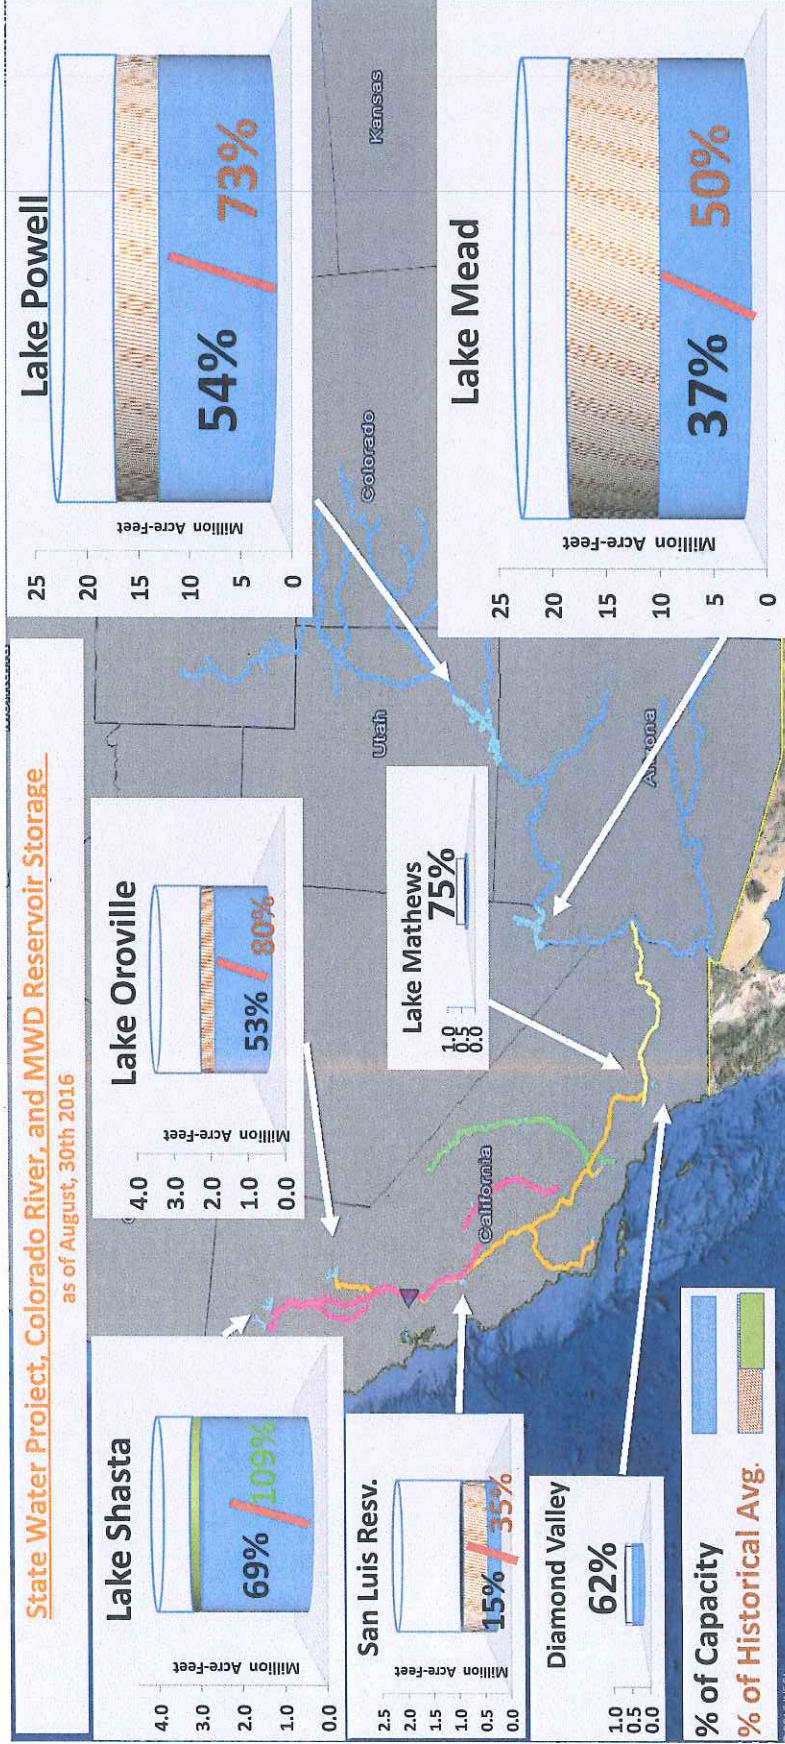 State Water Project, Colorado River, and MWD Reservoir Storage
as of August, 30th 2016
Lake Shasta
4.0
3.0
2.0
1.0
0.0
Million Acre-Feet
69% / 109%
Lake Oroville
4.0
3.0
2.0
1.0
0.0
Million Acre-Feet
53% / 80%
Lake Powell
25
20
15
10
5
0
Million Acre-Feet
54% / 73%
San Luis Resv.
2.5
2.0
1.5
1.0
0.5
0.0
Million Acre-Feet
15% / 35%
Lake Mathews
1.0
0.5
0.0
75%
Lake Mead
25
20
15
10
5
0
Million Acre-Feet
37% / 50%
Diamond Valley
1.0
0.5
0.0
62%
California
Utah
Colorado
Kansas
% of Capacity
% of Historical Avg.